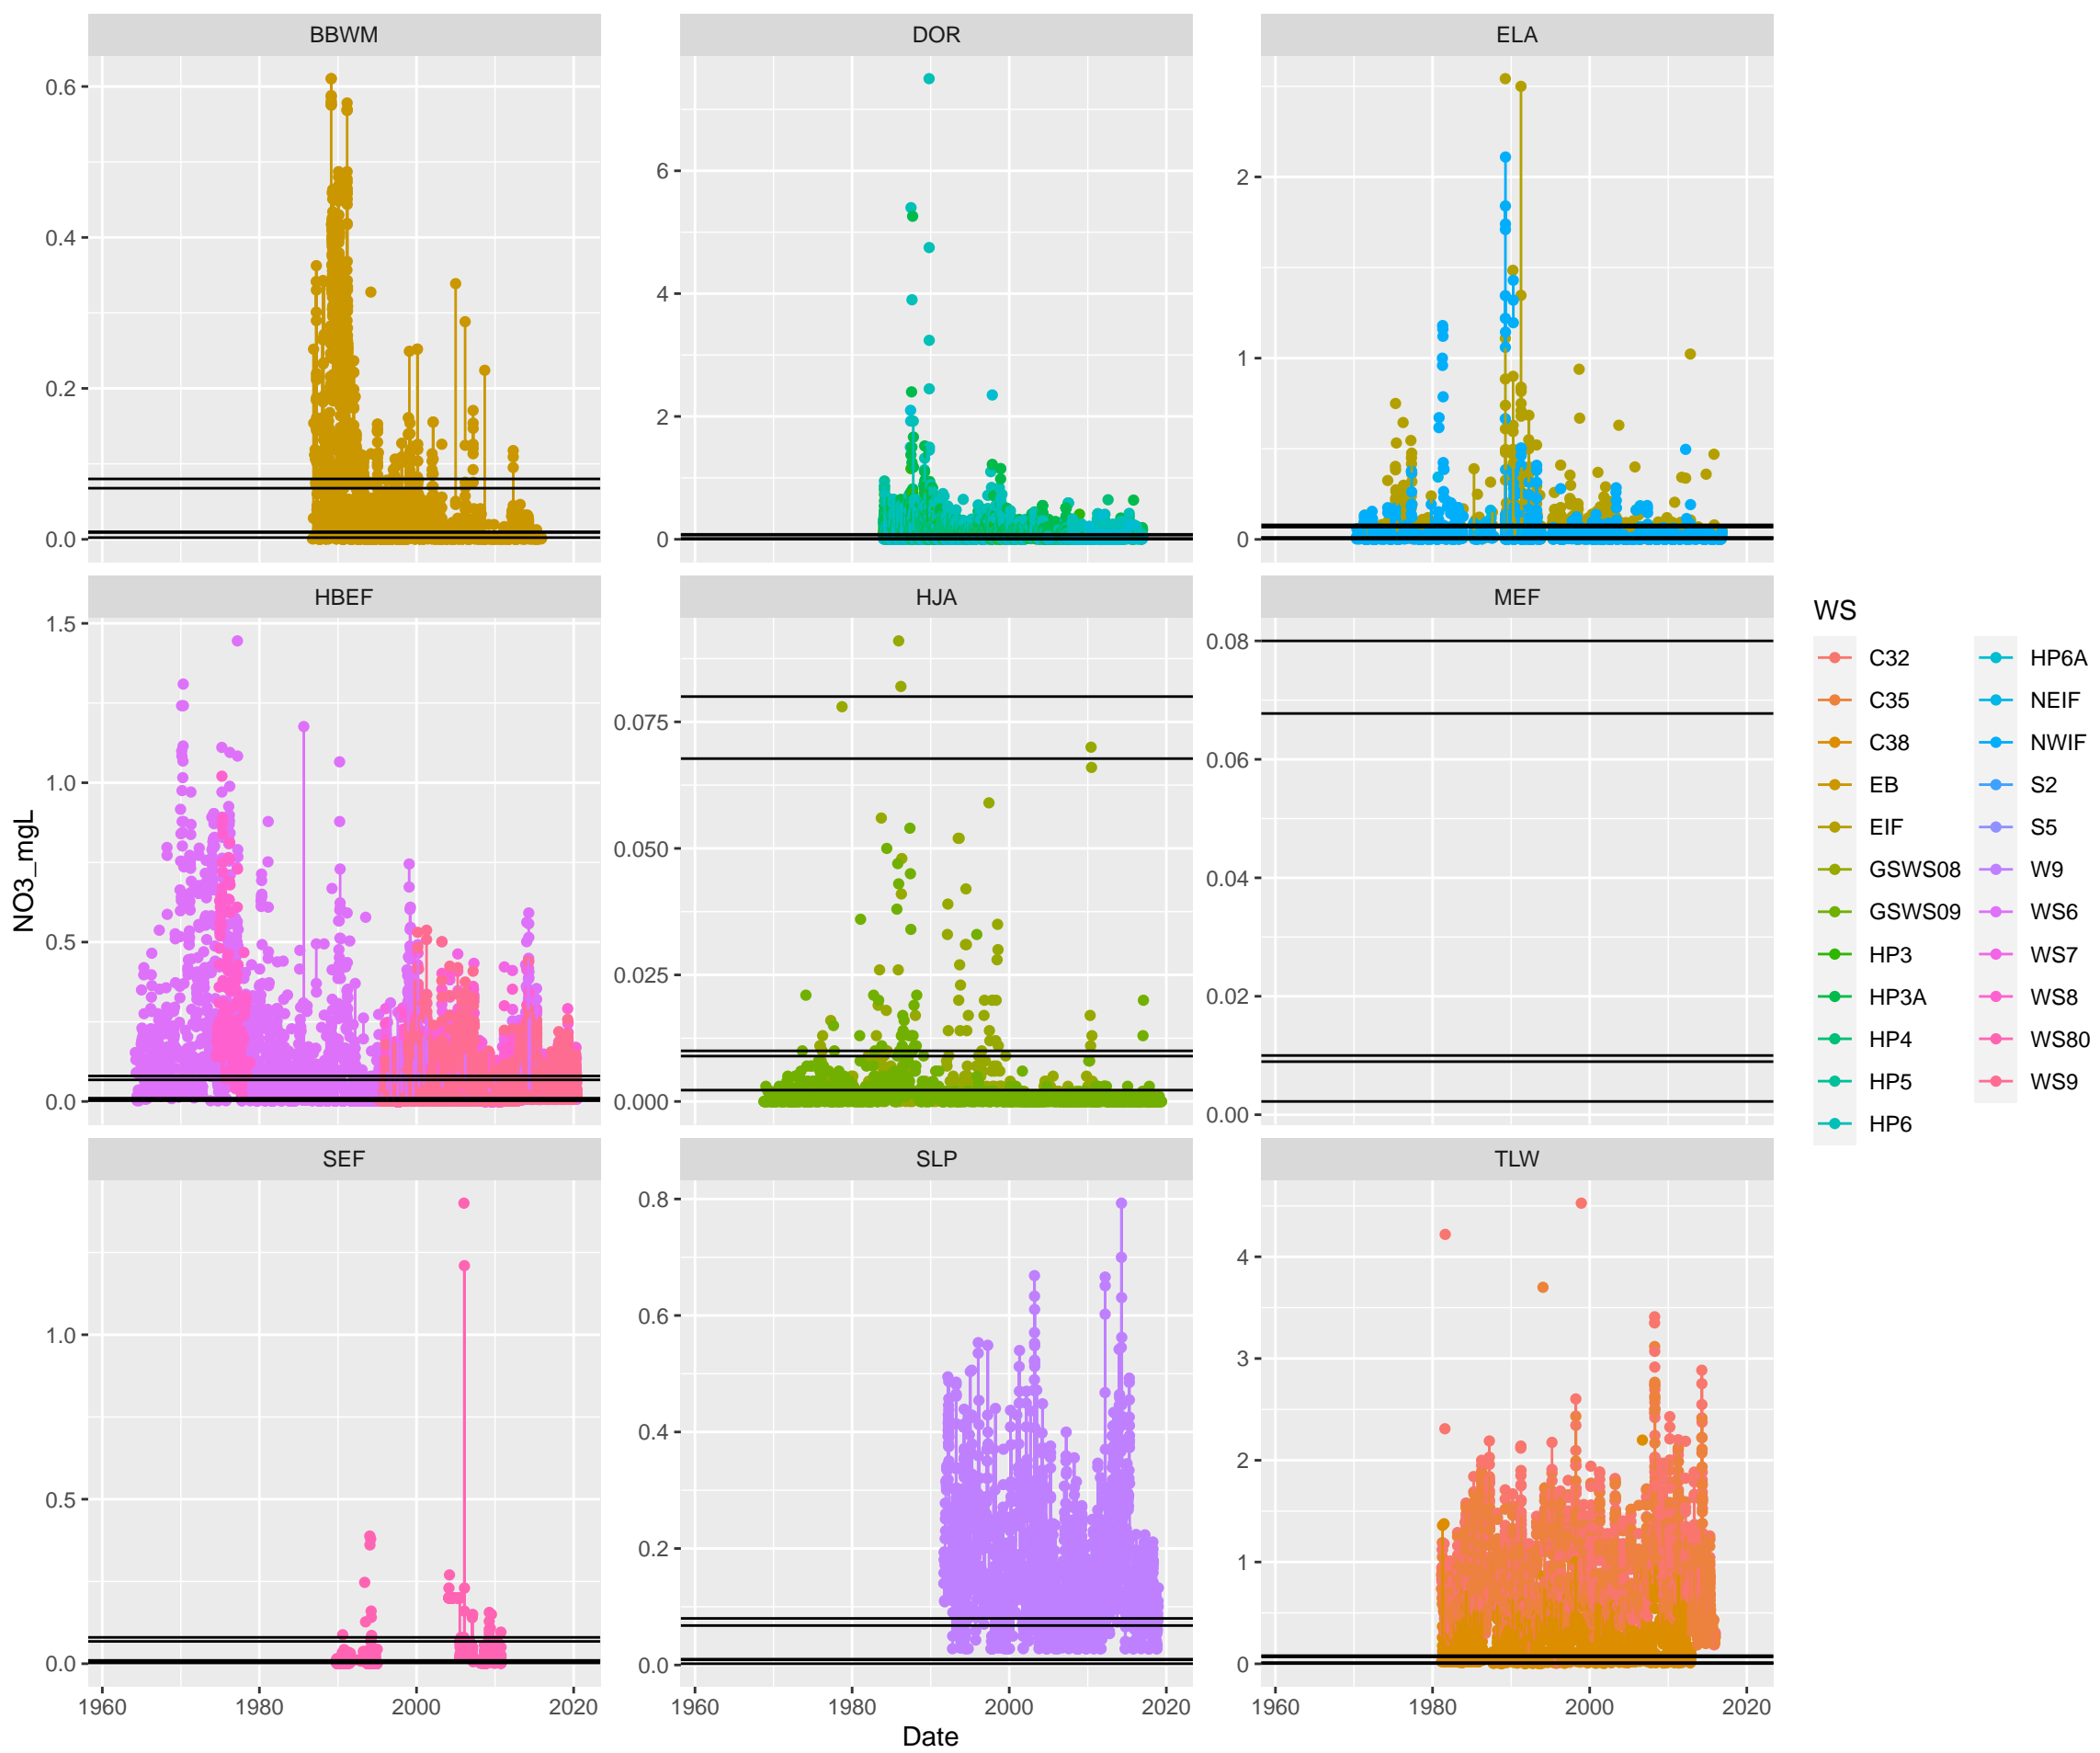 BBWM DOR ELA
0.6
0.4
0.2
0.0
6
4
2
0
2
1
0
HBEF HJA MEF
1.5
1.0
0.5
0.0
0.075
0.050
0.025
0.000
0.08
0.06
0.04
0.02
0.00
NO3_mgL
SEF SLP TLW
1.0
0.5
0.0
0.8
0.6
0.4
0.2
0.0
4
3
2
1
0
1960 1980 2000 2020 1960 1980 2000 2020 1960 1980 2000 2020
Date
WS
C32
C35
C38
EB
EIF
GSWS08
GSWS09
HP3
HP3A
HP4
HP5
HP6
HP6A
NEIF
NWIF
S2
S5
W9
WS6
WS7
WS8
WS80
WS9